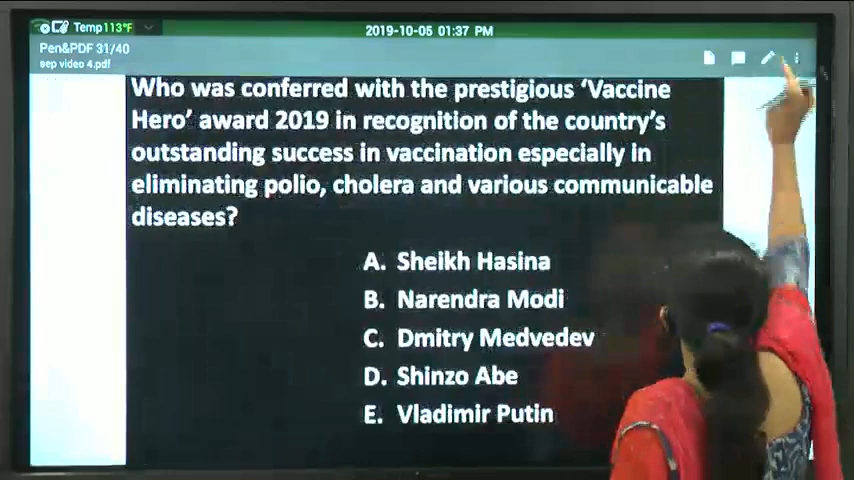 Temp 113°F
2019-10-05 01:37 PM
Pen&PDF 31/40
sep video 4.pdf
Who was conferred with the prestigious ‘Vaccine
Hero’ award 2019 in recognition of the country’s
outstanding success in vaccination especially in
eliminating polio, cholera and various communicable
diseases?
A. Sheikh Hasina
B. Narendra Modi
C. Dmitry Medvedev
D. Shinzo Abe
E. Vladimir Putin